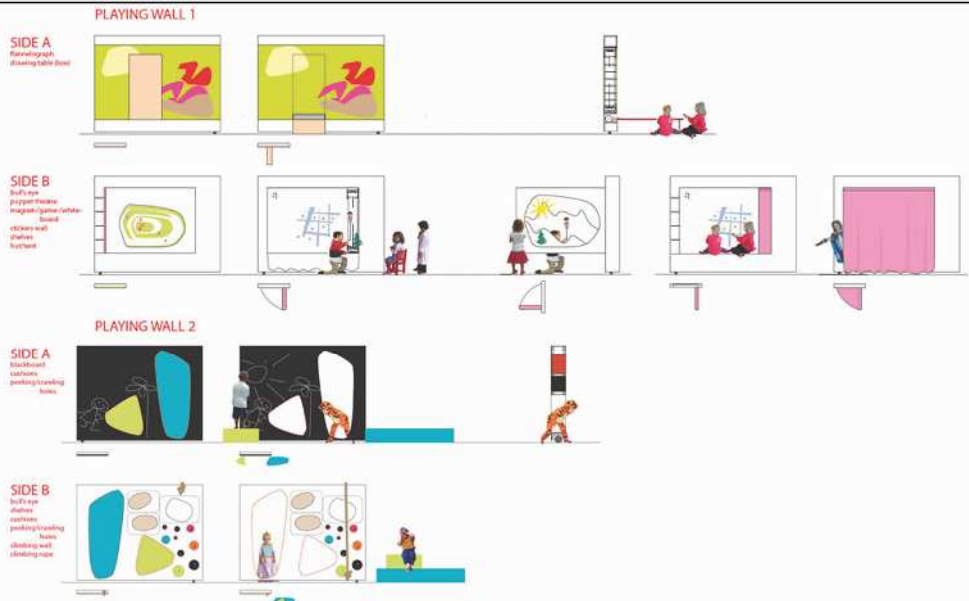 PLAYING WALL 1
SIDE A
flannelograph
drawing table (low)
SIDE B
bull's eye
puppet theatre
magnet-/game-/white-
board
stickers wall
shelves
hut/tent
PLAYING WALL 2
SIDE A
blackboard
cushions
peeking/crawling
holes
SIDE B
bull's eye
shelves
cushions
peeking/crawling
holes
climbing wall
climbing rope